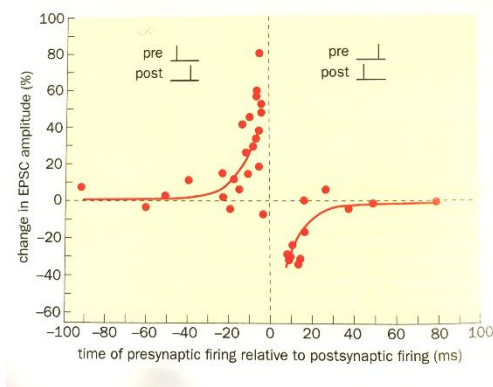 100
80
60
40
20
0
−20
−40
−60
change in EPSC amplitude (%)
pre
post
pre
post
−100 −80 −60 −40 −20 0 20 40 60 80 100
time of presynaptic firing relative to postsynaptic firing (ms)